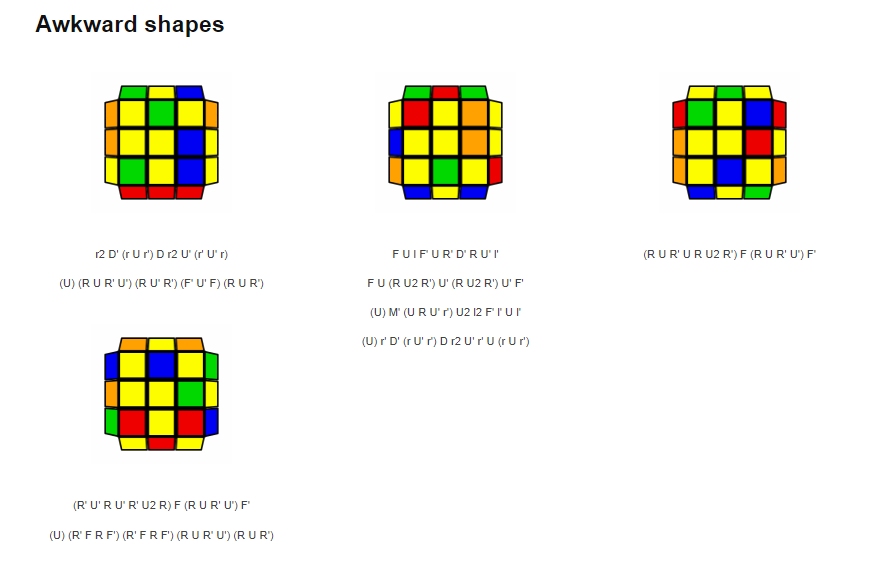 Awkward shapes
r2 D' (r U r') D r2 U' (r' U' r)
(U) (R U R' U') (R U' R') (F' U' F) (R U R')
F U l F' U R' D' R U' l'
F U (R U2 R') U' (R U2 R') U' F'
(U) M' (U R U' r') U2 l2 F' l' U l'
(U) r' D' (r U' r') D r2 U' r' U (r U r')
(R U R' U R U2 R') F (R U R' U') F'
(R' U' R U' R' U2 R) F (R U R' U') F'
(U) (R' F R F') (R' F R F') (R U R' U') (R U R')